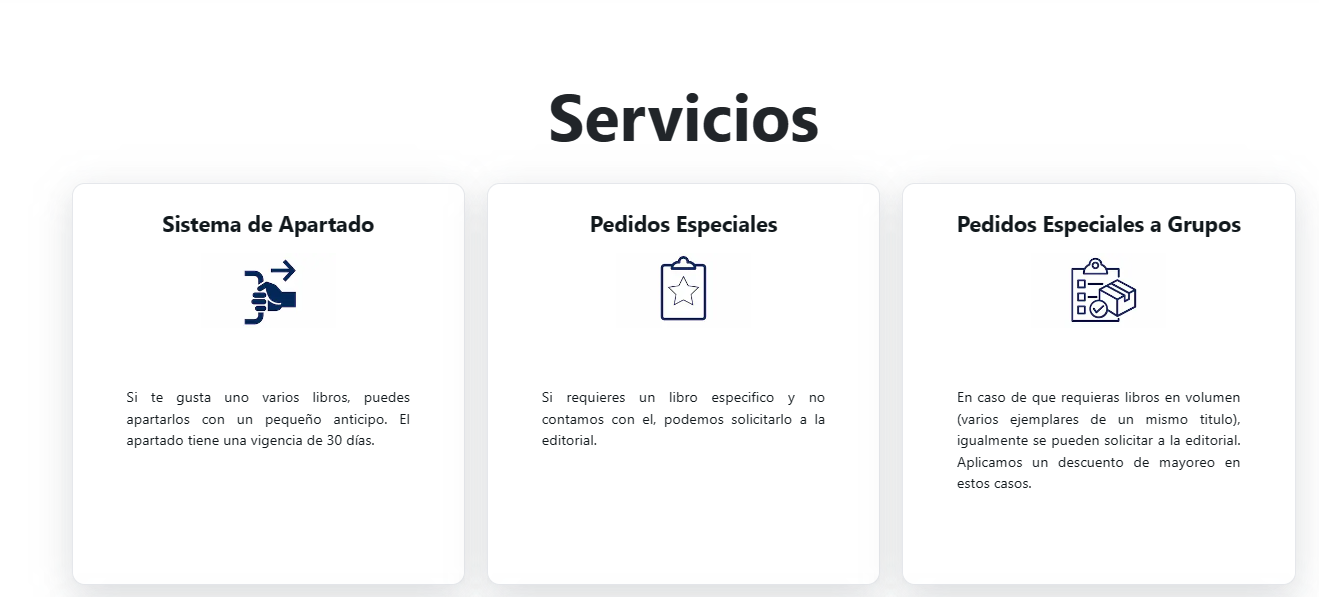 Servicios
Sistema de Apartado
Si te gusta uno varios libros, puedes
apartarlos con un pequeño anticipo. El
apartado tiene una vigencia de 30 días.
Pedidos Especiales
Si requieres un libro especifico y no
contamos con el, podemos solicitarlo a la
editorial.
Pedidos Especiales a Grupos
En caso de que requieras libros en volumen
(varios ejemplares de un mismo titulo),
igualmente se pueden solicitar a la editorial.
Aplicamos un descuento de mayoreo en
estos casos.